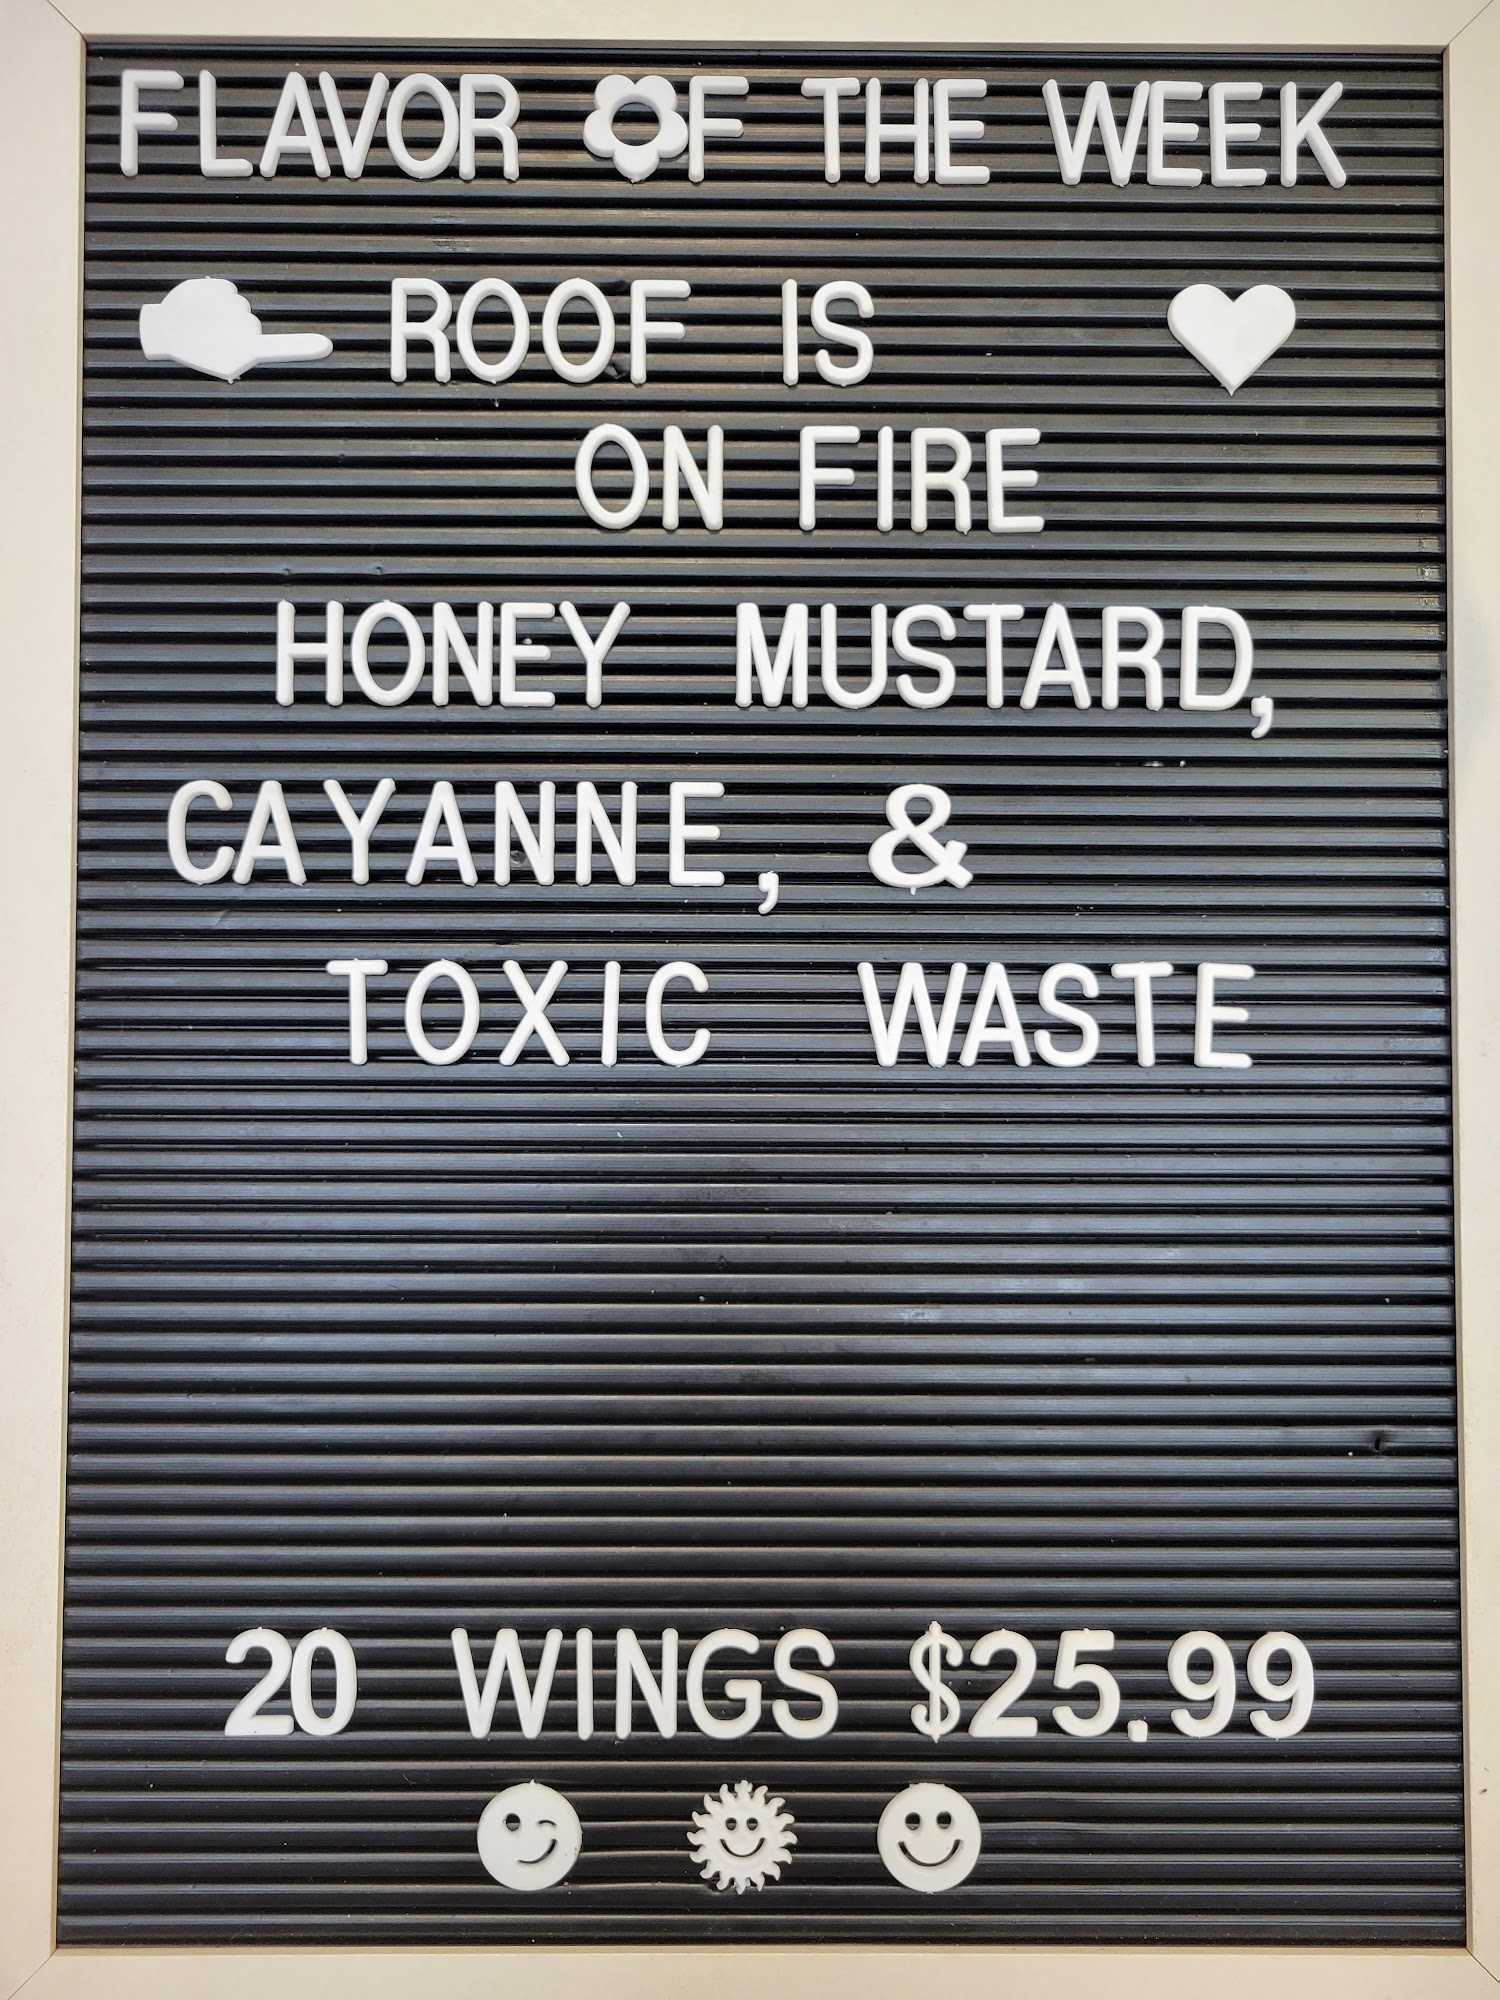 FLAVOR OF THE WEEK
ROOF IS
ON FIRE
HONEY MUSTARD,
CAYANNE, &
TOXIC WASTE
20 WINGS $25.99